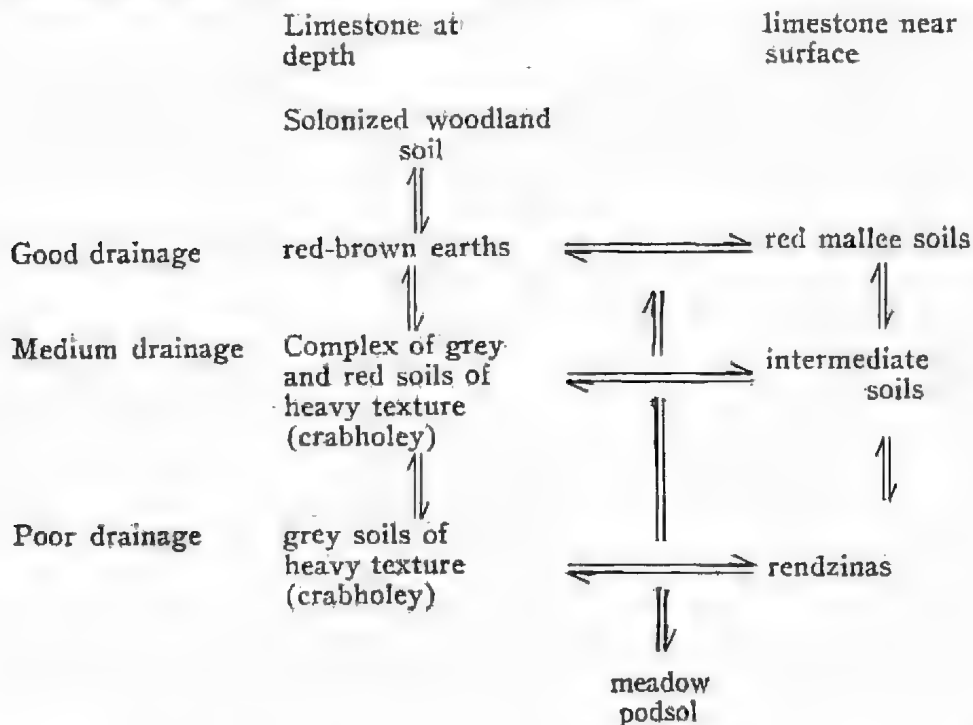 Limestone at
depth
limestone near
surface
Solonized woodland
soil
Good drainage
red-brown earths
red mallee soils
Medium drainage
Complex of grey
and red soils of
heavy texture
(crabholey)
intermediate
soils
Poor drainage
grey soils of
heavy texture
(crabholey)
rendzinas
meadow
podsol